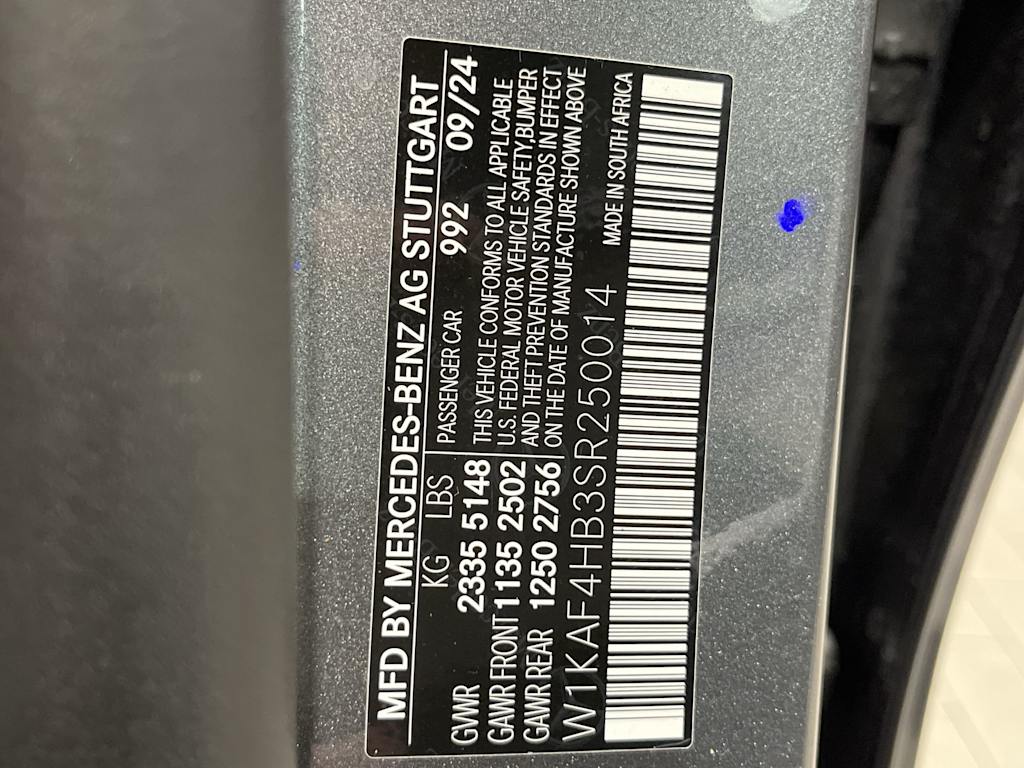 MFD BY MERCEDES-BENZ AG STUTTGART
KG LBS
GVWR 2335 5148
GAWR FRONT 1135 2502
GAWR REAR 1250 2756
PASSENGER CAR 992 09/24
THIS VEHICLE CONFORMS TO ALL APPLICABLE
U.S. FEDERAL MOTOR VEHICLE SAFETY,BUMPER
AND THEFT PREVENTION STANDARDS IN EFFECT
ON THE DATE OF MANUFACTURE SHOWN ABOVE
W1KAF4HB3SR250014
MADE IN SOUTH AFRICA